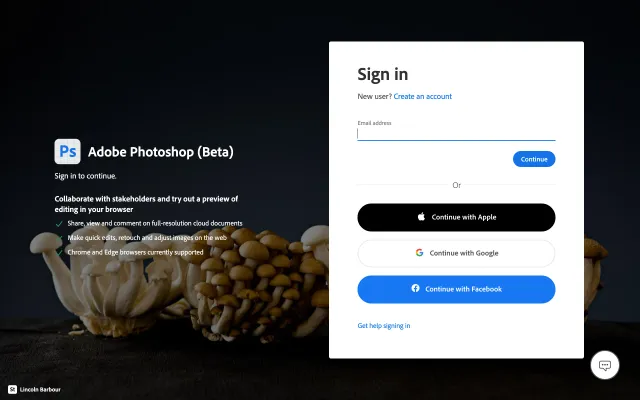 Ps
Adobe Photoshop (Beta)
Sign in to continue.
Collaborate with stakeholders and try out a preview of
editing in your browser
Share, view and comment on full-resolution cloud documents
Make quick edits, retouch and adjust images on the web
Chrome and Edge browsers currently supported
St
Lincoln Barbour
Sign in
New user? Create an account
Email address
Continue
Or
Continue with Apple
Continue with Google
Continue with Facebook
Get help signing in